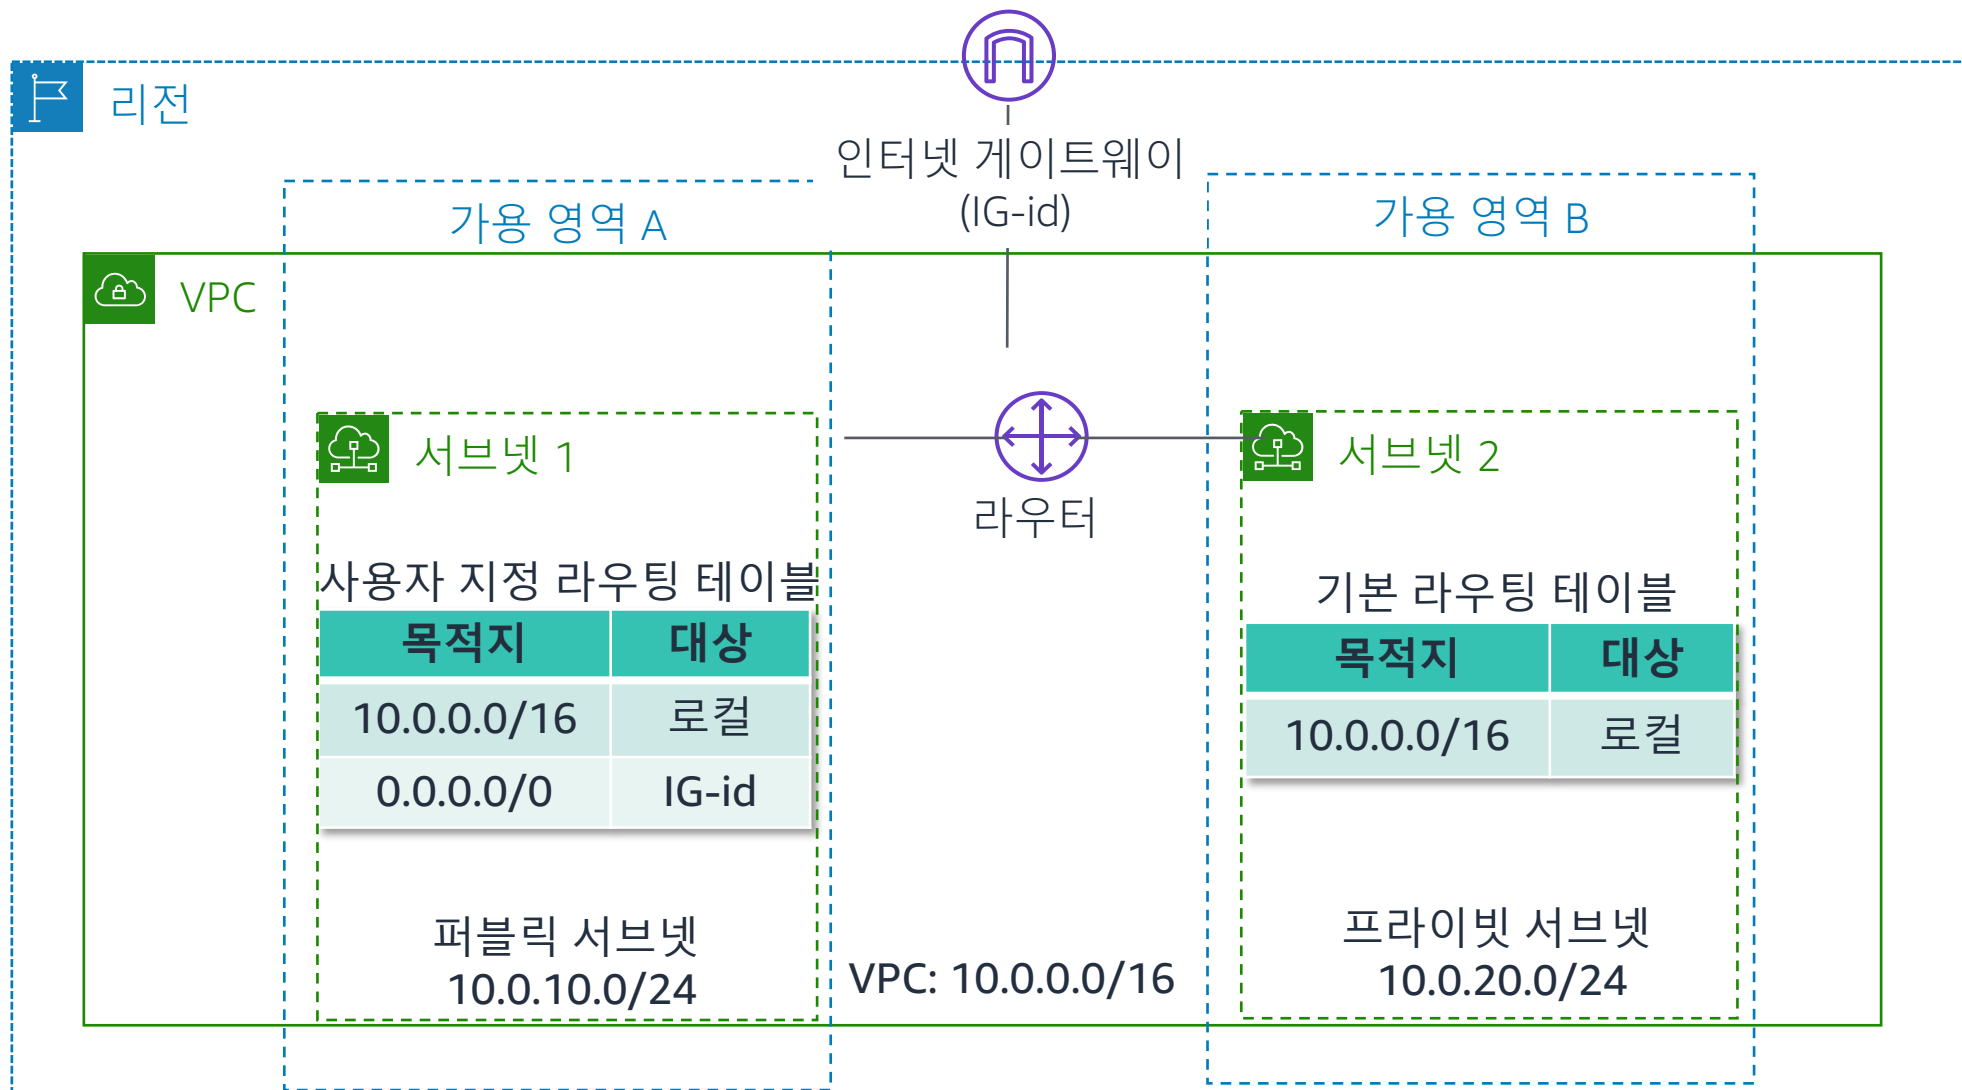 리전
인터넷 게이트웨이
(IG-id)
가용 영역 A
가용 영역 B
VPC
서브넷 1
라우터
서브넷 2
사용자 지정 라우팅 테이블
목적지 대상
10.0.0.0/16 로컬
0.0.0.0/0 IG-id
기본 라우팅 테이블
목적지 대상
10.0.0.0/16 로컬
퍼블릭 서브넷
10.0.10.0/24
VPC: 10.0.0.0/16
프라이빗 서브넷
10.0.20.0/24